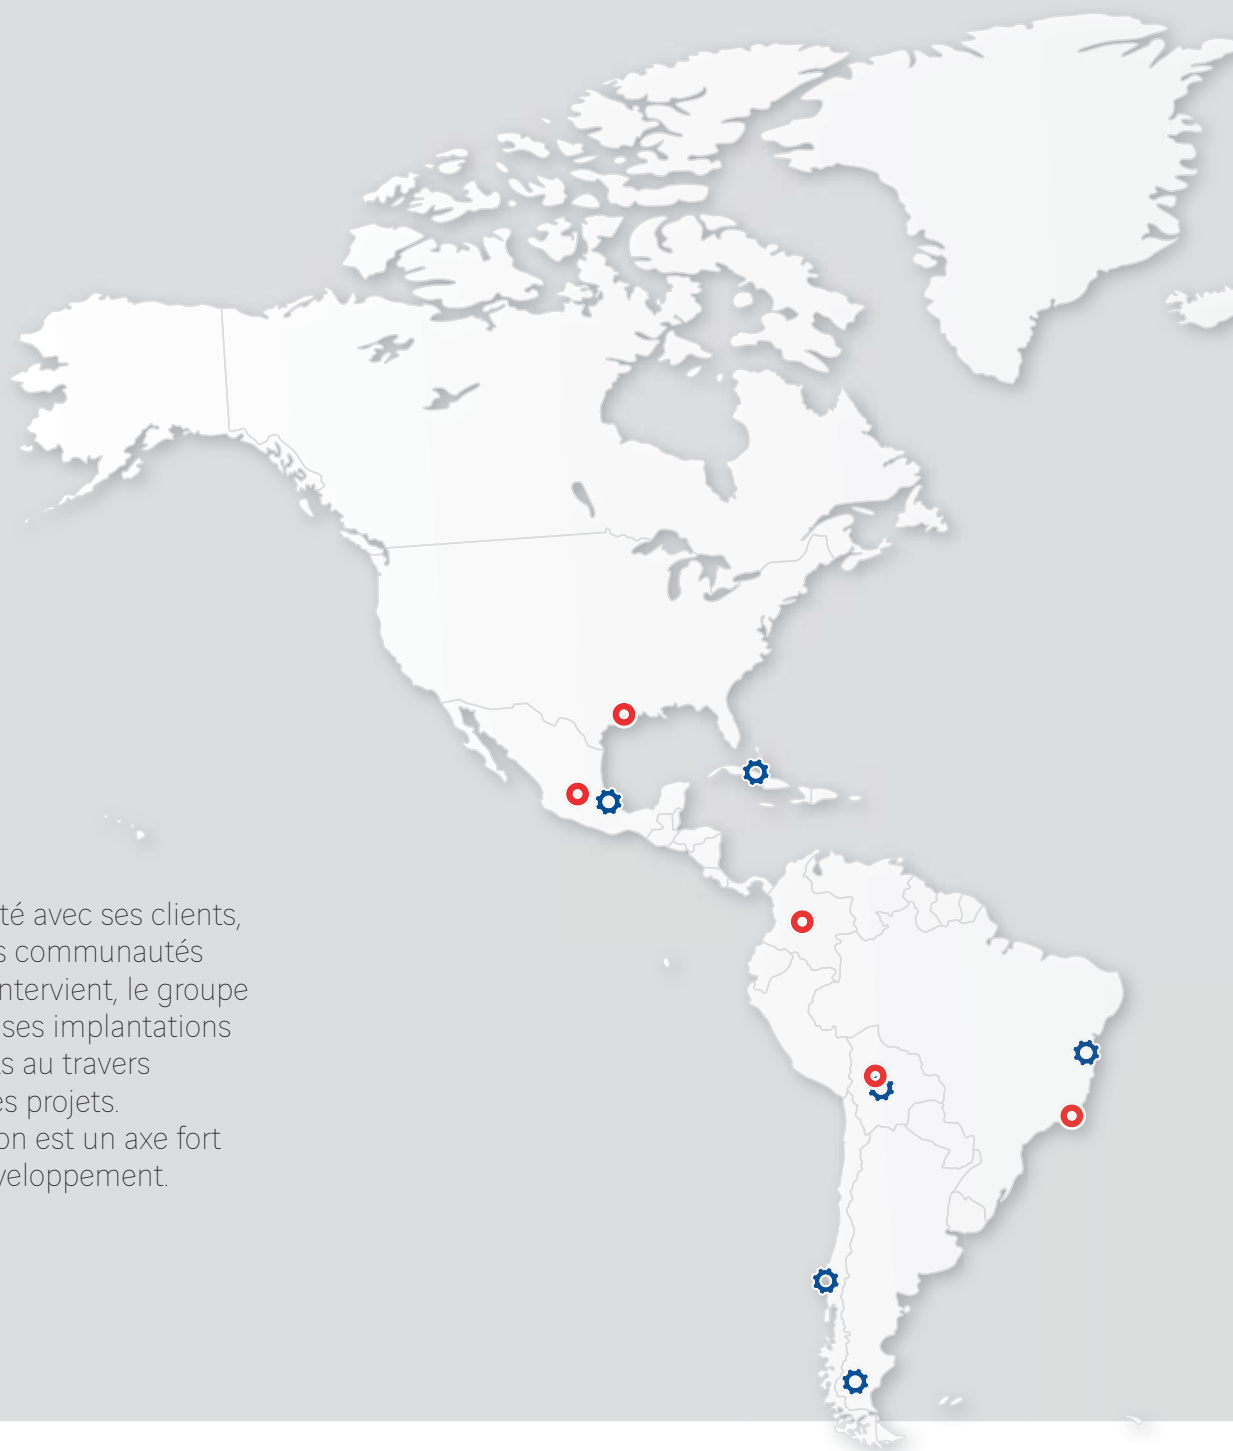 té avec ses clients,
s communautés
ntervient, le groupe
ses implantations
s au travers
es projets.
on est un axe fort
veloppement.